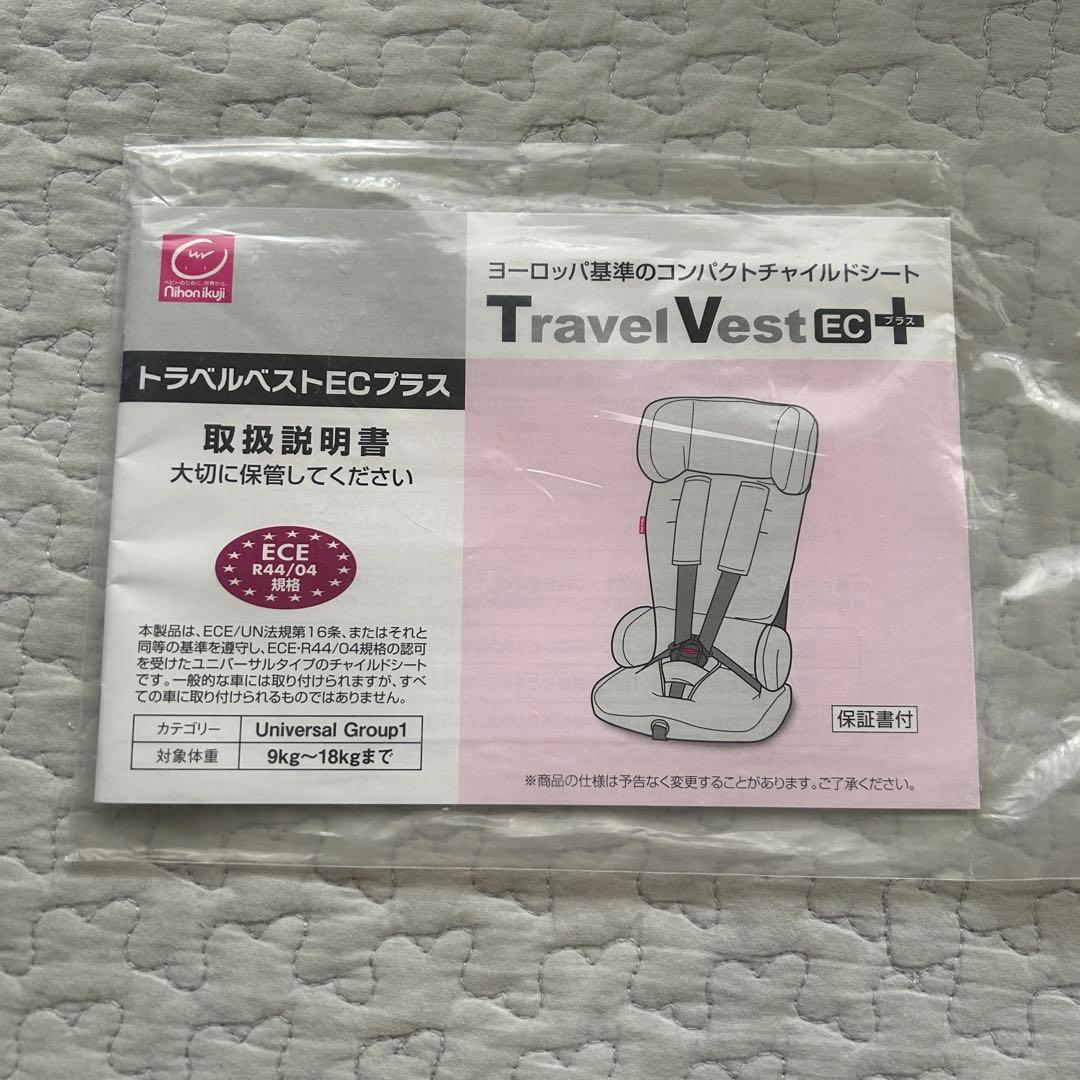 ベビーのために、世界から。
nihon ikuji
ヨーロッパ基準のコンパクトチャイルドシート
Travel Vest EC+
プラス
トラベルベストECプラス
取扱説明書
大切に保管してください
ECE
R44/04
規格
本製品は、ECE/UN法規第16条、またはそれと
同等の基準を遵守し、ECE・R44/04規格の認可
を受けたユニバーサルタイプのチャイルドシート
です。一般的な車には取り付けられますが、すべ
ての車に取り付けられるものではありません。
カテゴリー Universal Group1
対象体重 9kg〜18kgまで
保証書付
※商品の仕様は予告なく変更することがあります。ご了承ください。